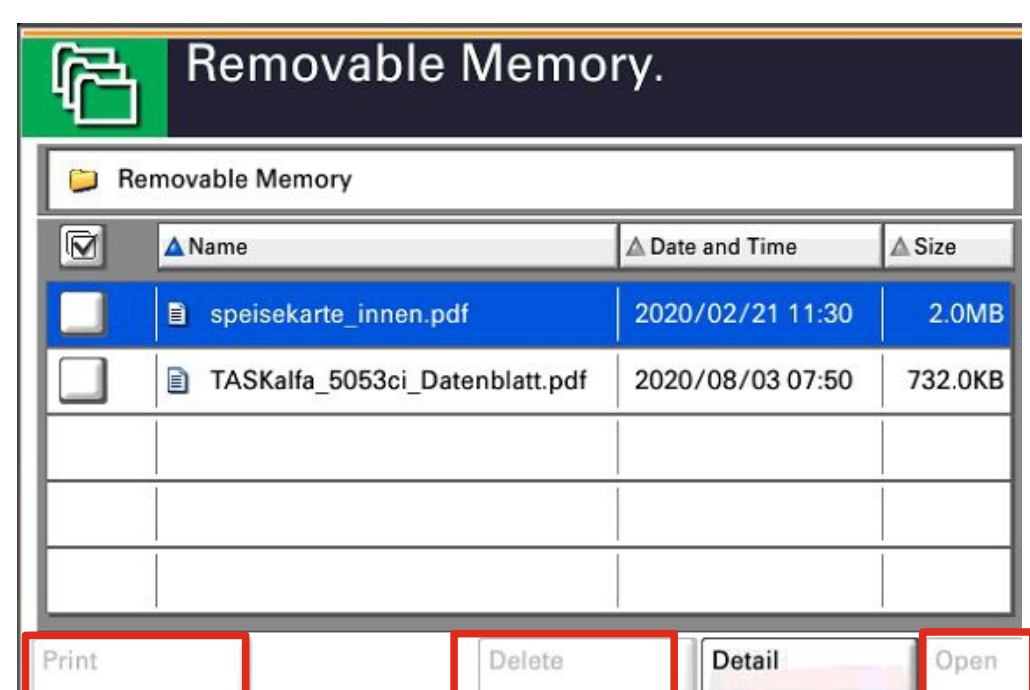 Removable Memory.
Removable Memory
Name Date and Time Size
speisekarte_innen.pdf 2020/02/21 11:30 2.0MB
TASKalfa_5053ci_Datenblatt.pdf 2020/08/03 07:50 732.0KB
Print Delete Detail Open